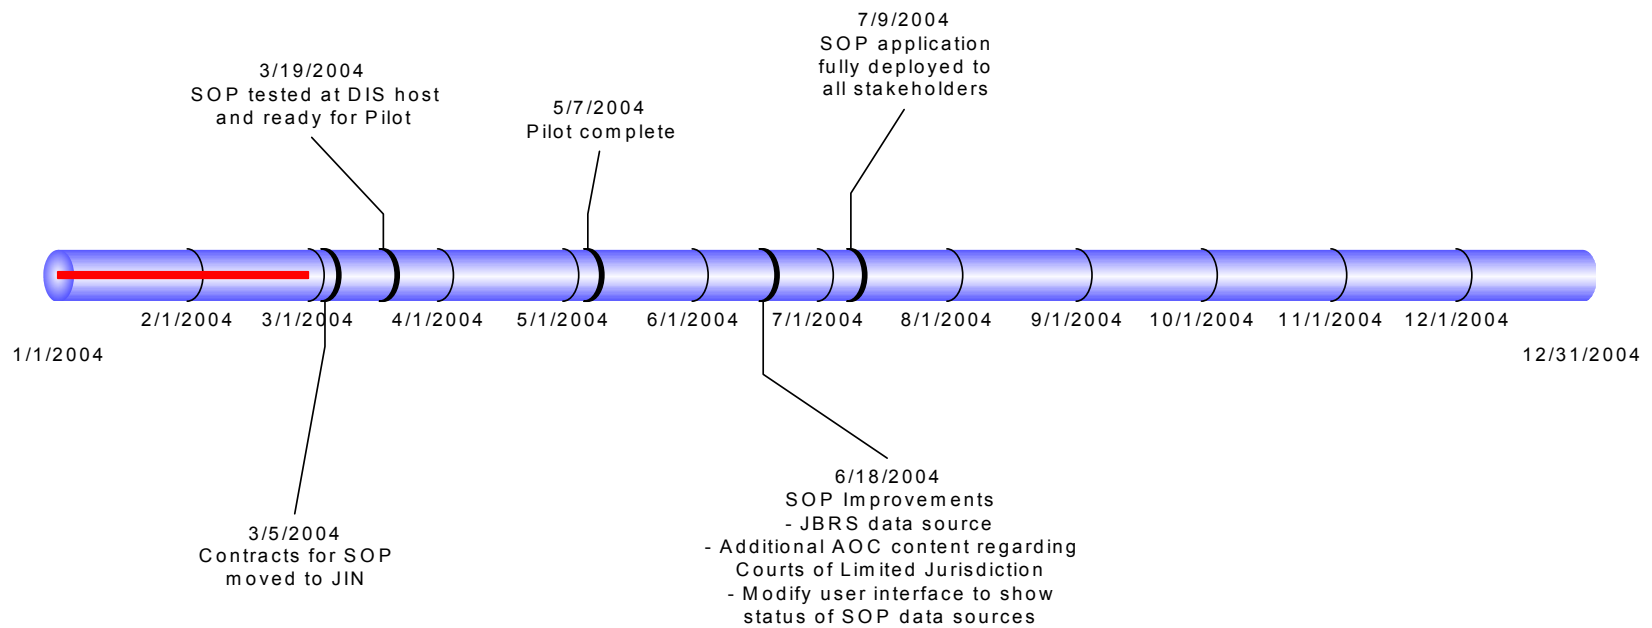 7/9/2004
SOP application
fully deployed to
all stakeholders
3/19/2004
SOP tested at DIS host
and ready for Pilot
5/7/2004
Pilot complete
2/1/2004
3/1/2004
4/1/2004
5/1/2004
6/1/2004
7/1/2004
8/1/2004
9/1/2004
10/1/2004
11/1/2004
12/1/2004
1/1/2004
12/31/2004
3/5/2004
Contracts for SOP
moved to JIN
6/18/2004
SOP Improvements
- JBRS data source
- Additional AOC content regarding
Courts of Limited Jurisdiction
- Modify user interface to show
status of SOP data sources